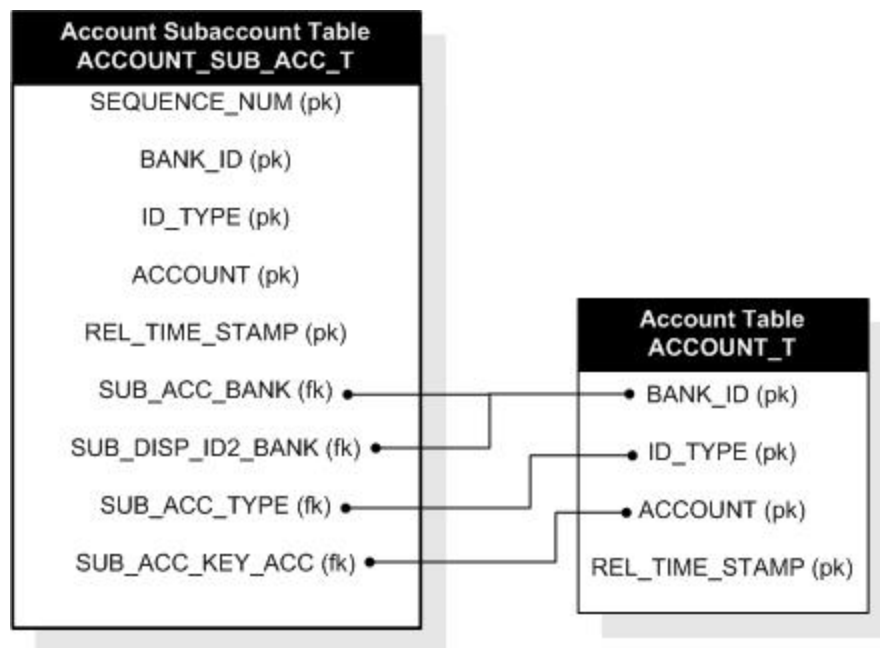 Account Subaccount Table
ACCOUNT_SUB_ACC_T
SEQUENCE_NUM (pk)
BANK_ID (pk)
ID_TYPE (pk)
ACCOUNT (pk)
REL_TIME_STAMP (pk)
SUB_ACC_BANK (fk)
SUB_DISP_ID2_BANK (fk)
SUB_ACC_TYPE (fk)
SUB_ACC_KEY_ACC (fk)
Account Table
ACCOUNT_T
BANK_ID (pk)
ID_TYPE (pk)
ACCOUNT (pk)
REL_TIME_STAMP (pk)